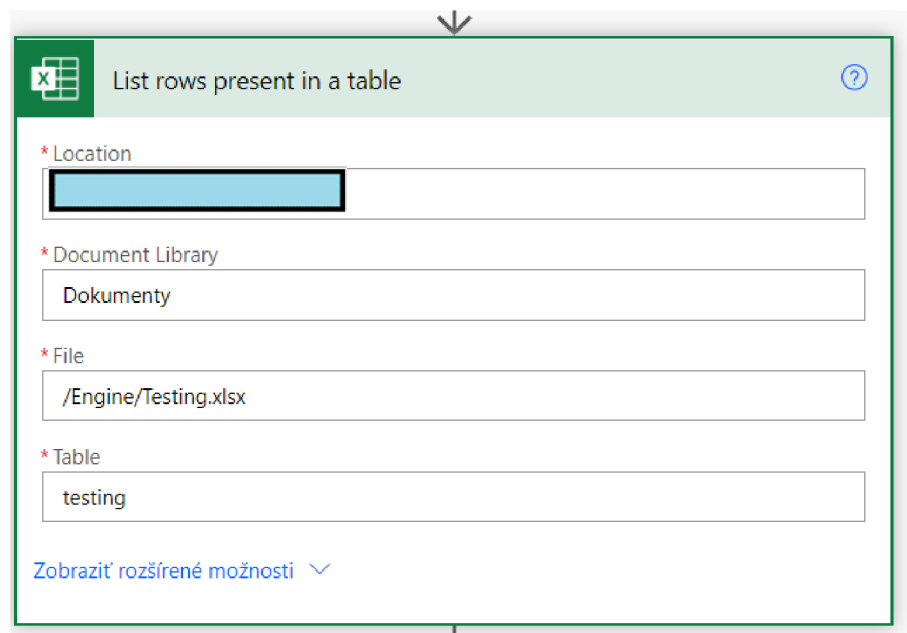 List rows present in a table
* Location
* Document Library
Dokumenty
* File
/Engine/Testing.xlsx
* Table
testing
Zobraziť rozšírené možnosti